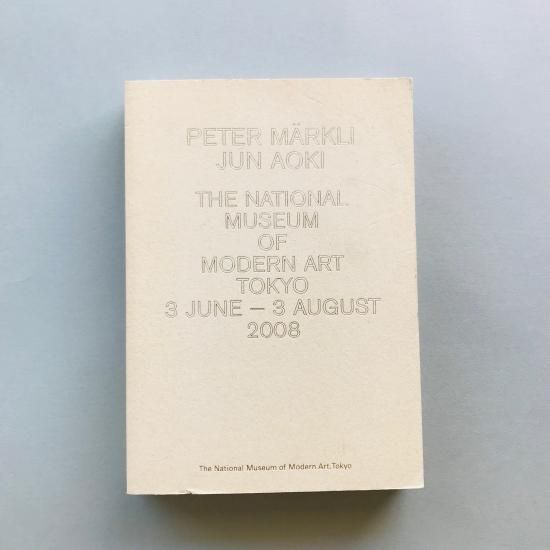 PETER MÄRKLI
JUN AOKI
THE NATIONAL
MUSEUM
OF
MODERN ART
TOKYO
3 JUNE – 3 AUGUST
2008
The National Museum of Modern Art, Tokyo